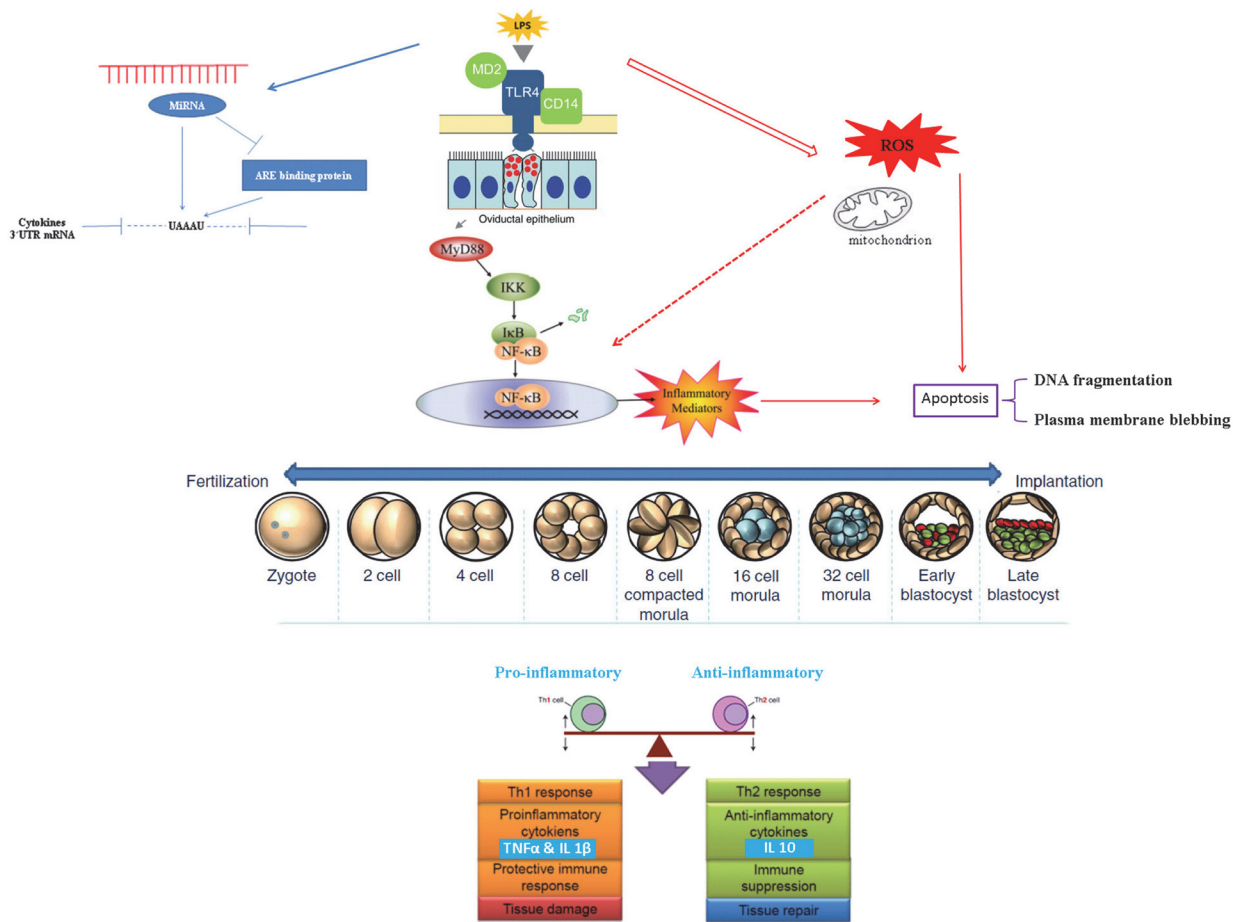 LPS
MD2
TLR4
CD14
MiRNA
ARE binding protein
Cytokines
3´UTR mRNA
UAAAU
ROS
mitochondrion
Oviductal epithelium
MyD88
IKK
IκB
NF-κB
NF-κB
Inflammatory
Mediators
Apoptosis
DNA fragmentation
Plasma membrane blebbing
Fertilization
Implantation
Zygote
2 cell
4 cell
8 cell
8 cell
compacted
morula
16 cell
morula
32 cell
morula
Early
blastocyst
Late
blastocyst
Pro-inflammatory
Anti-inflammatory
Th1 cell
Th2 cell
Th1 response
Proinflammatory
cytokiens
TNFα & IL 1β
Protective immune
response
Tissue damage
Th2 response
Anti-inflammatory
cytokines
IL 10
Immune
suppression
Tissue repair